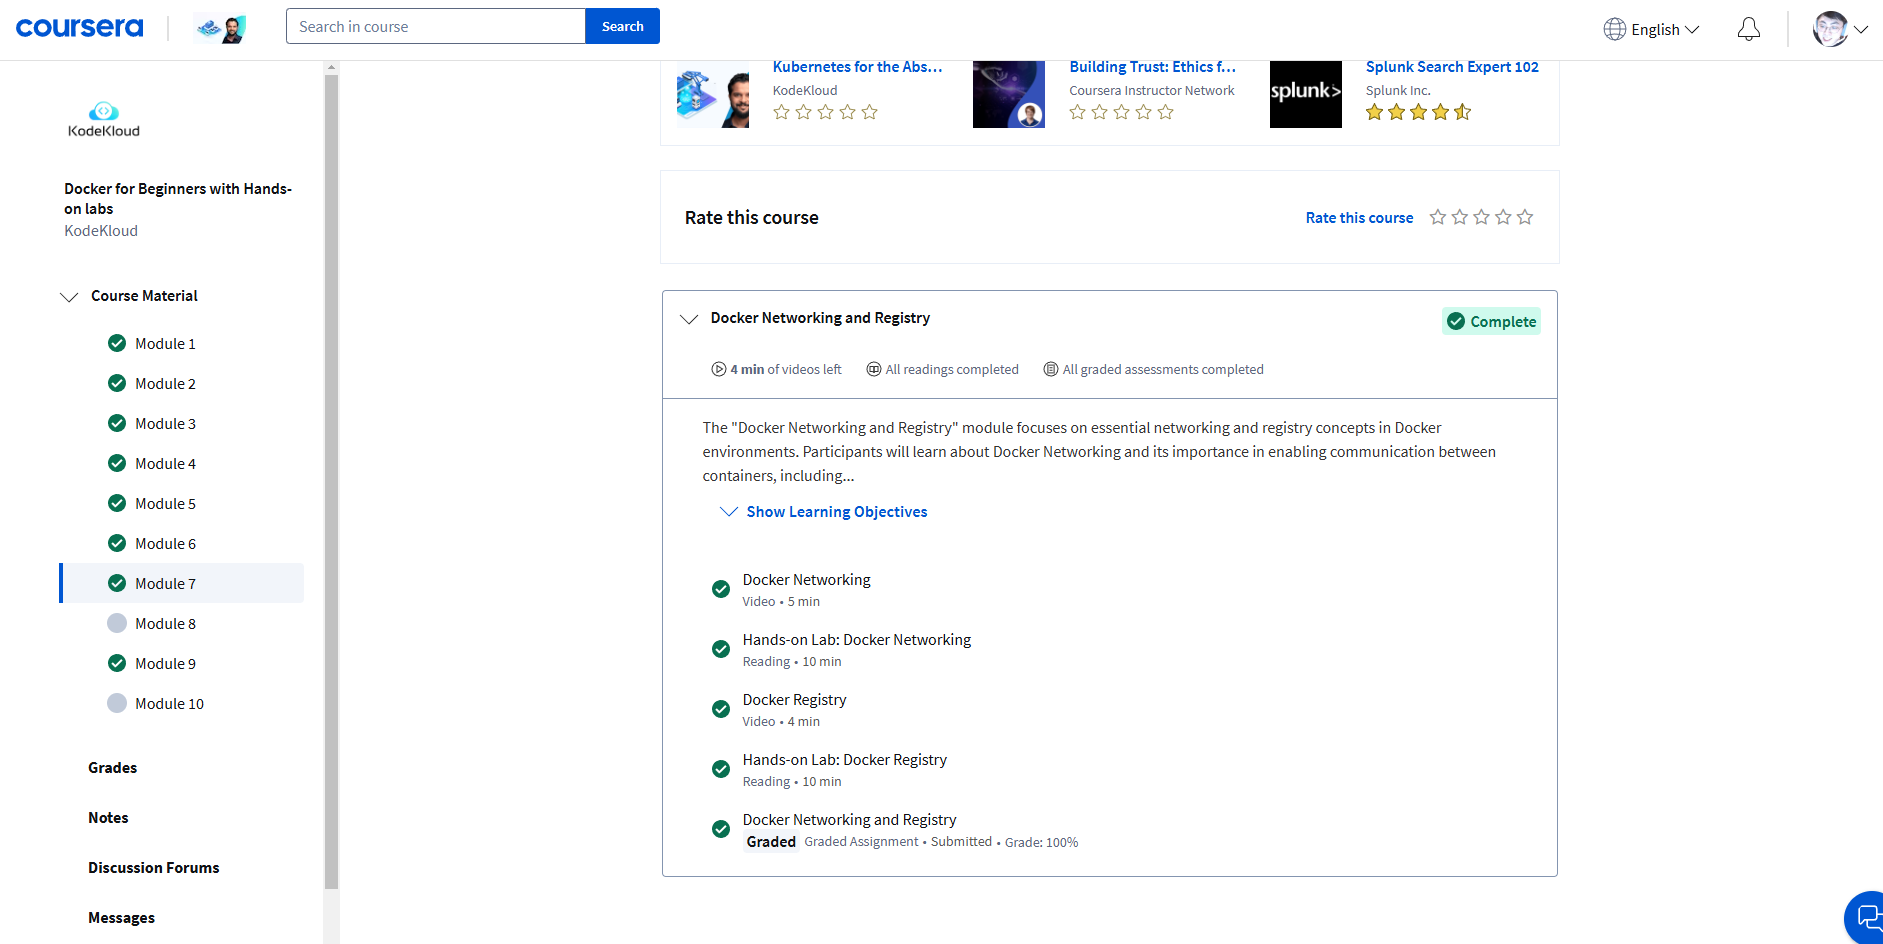 coursera
Search in course
Search
English
KodeKloud
Docker for Beginners with Hands-
on labs
KodeKloud
Course Material
Module 1
Module 2
Module 3
Module 4
Module 5
Module 6
Module 7
Module 8
Module 9
Module 10
Grades
Notes
Discussion Forums
Messages
Kubernetes for the Abs...
KodeKloud
Building Trust: Ethics f...
Coursera Instructor Network
splunk>
Splunk Search Expert 102
Splunk Inc.
Rate this course
Rate this course
Docker Networking and Registry
Complete
4 min of videos left
All readings completed
All graded assessments completed
The "Docker Networking and Registry" module focuses on essential networking and registry concepts in Docker
environments. Participants will learn about Docker Networking and its importance in enabling communication between
containers, including...
Show Learning Objectives
Docker Networking
Video • 5 min
Hands-on Lab: Docker Networking
Reading • 10 min
Docker Registry
Video • 4 min
Hands-on Lab: Docker Registry
Reading • 10 min
Docker Networking and Registry
Graded Graded Assignment • Submitted • Grade: 100%